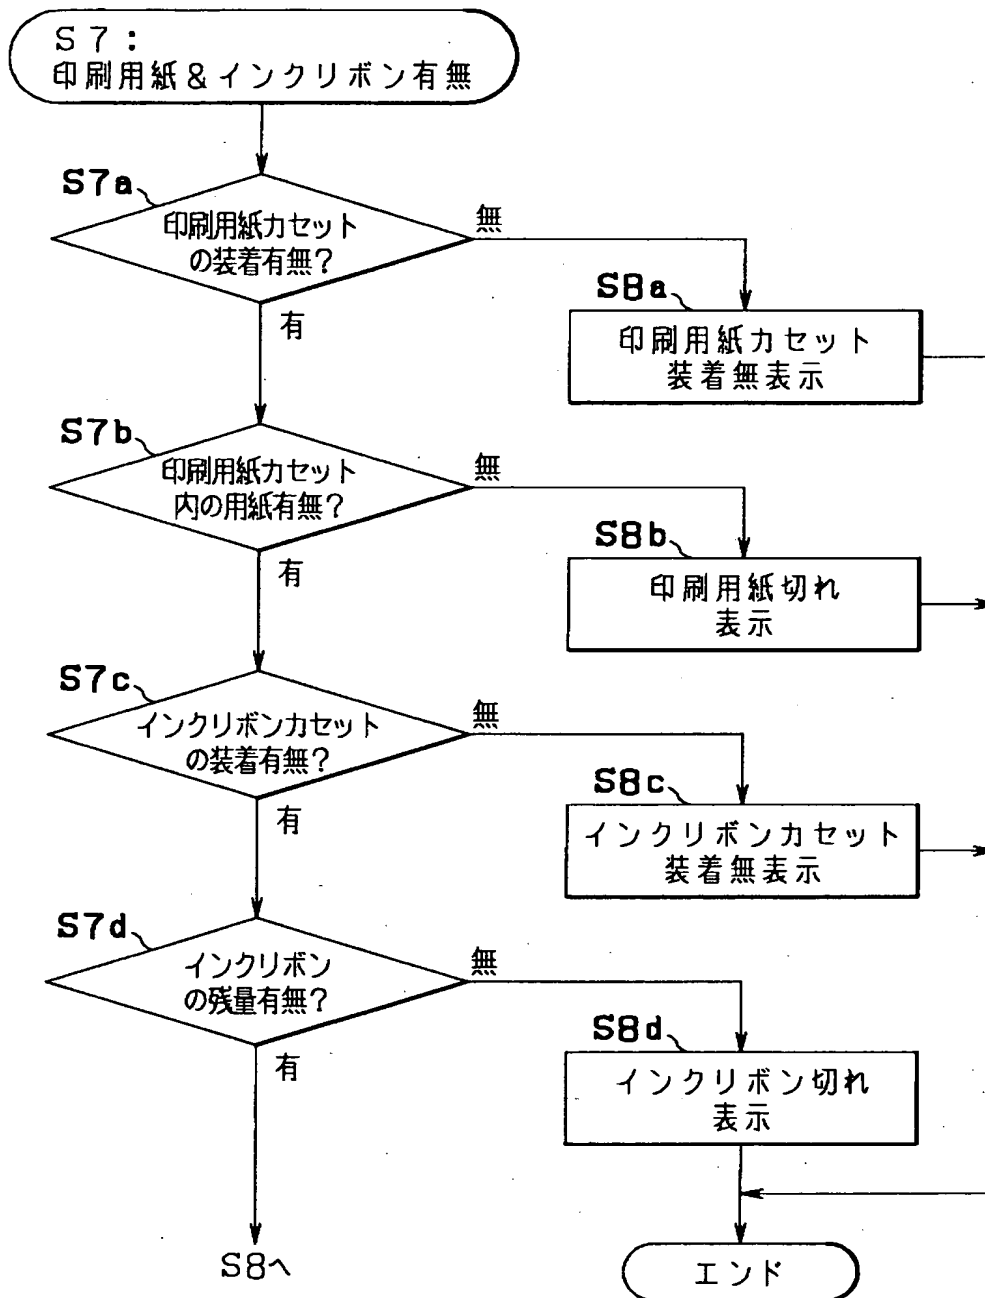 S7:
印刷用紙&インクリボン有無
S7a
印刷用紙カセット
の装着有無?
無
有
S8a
印刷用紙カセット
装着無表示
S7b
印刷用紙カセット
内の用紙有無?
無
有
S8b
印刷用紙切れ
表示
S7c
インクリボンカセット
の装着有無?
無
有
S8c
インクリボンカセット
装着無表示
S7d
インクリボン
の残量有無?
無
有
S8d
インクリボン切れ
表示
S8へ
エンド